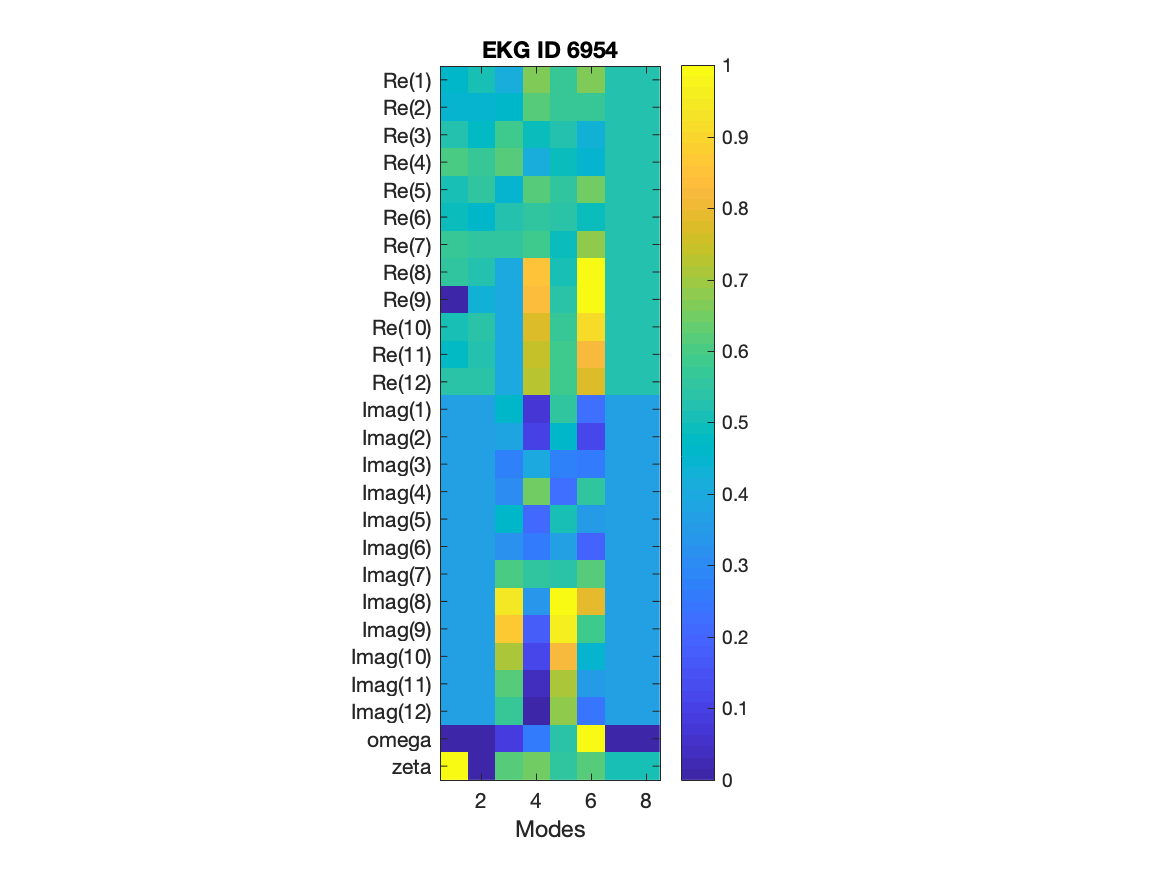 EKG ID 6954
Re(1)
Re(2)
Re(3)
Re(4)
Re(5)
Re(6)
Re(7)
Re(8)
Re(9)
Re(10)
Re(11)
Re(12)
Imag(1)
Imag(2)
Imag(3)
Imag(4)
Imag(5)
Imag(6)
Imag(7)
Imag(8)
Imag(9)
Imag(10)
Imag(11)
Imag(12)
omega
zeta
2 4 6 8
Modes
1
0.9
0.8
0.7
0.6
0.5
0.4
0.3
0.2
0.1
0